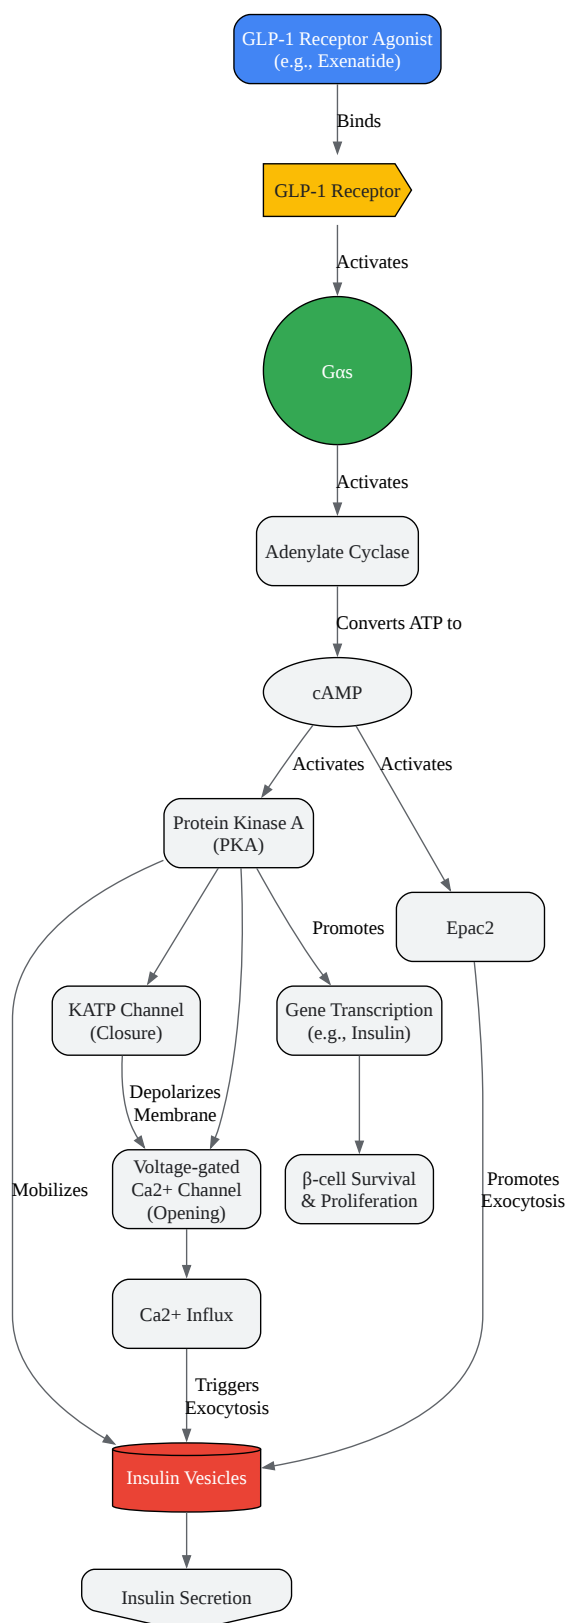 GLP-1 Receptor Agonist
(e.g., Exenatide)
Binds
GLP-1 Receptor
Activates
Gαs
Activates
Adenylate Cyclase
Converts ATP to
cAMP
Activates
Activates
Protein Kinase A
(PKA)
Promotes
Epac2
KATP Channel
(Closure)
Gene Transcription
(e.g., Insulin)
Depolarizes
Membrane
Voltage-gated
Ca2+ Channel
(Opening)
β-cell Survival
& Proliferation
Mobilizes
Promotes
Exocytosis
Ca2+ Influx
Triggers
Exocytosis
Insulin Vesicles
Insulin Secretion